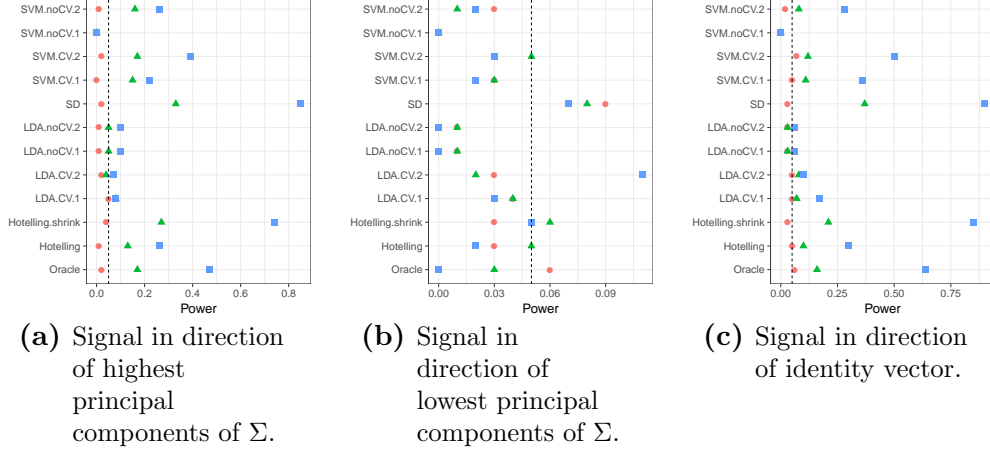 SVM.noCV.2
SVM.noCV.1
SVM.CV.2
SVM.CV.1
SD
LDA.noCV.2
LDA.noCV.1
LDA.CV.2
LDA.CV.1
Hotelling.shrink
Hotelling
Oracle
0.0 0.2 0.4 0.6 0.8
Power
(a) Signal in direction
of highest
principal
components of Σ.
SVM.noCV.2
SVM.noCV.1
SVM.CV.2
SVM.CV.1
SD
LDA.noCV.2
LDA.noCV.1
LDA.CV.2
LDA.CV.1
Hotelling.shrink
Hotelling
Oracle
0.00 0.03 0.06 0.09
Power
(b) Signal in
direction of
lowest principal
components of Σ.
SVM.noCV.2
SVM.noCV.1
SVM.CV.2
SVM.CV.1
SD
LDA.noCV.2
LDA.noCV.1
LDA.CV.2
LDA.CV.1
Hotelling.shrink
Hotelling
Oracle
0.00 0.25 0.50 0.75
Power
(c) Signal in direction
of identity vector.